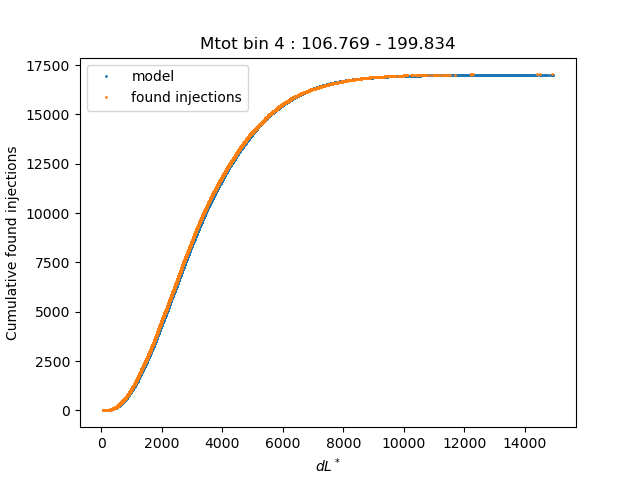 Mtot bin 4 : 106.769 - 199.834
model
found injections
17500
15000
12500
10000
7500
5000
2500
0
Cumulative found injections
0 2000 4000 6000 8000 10000 12000 14000
dL*